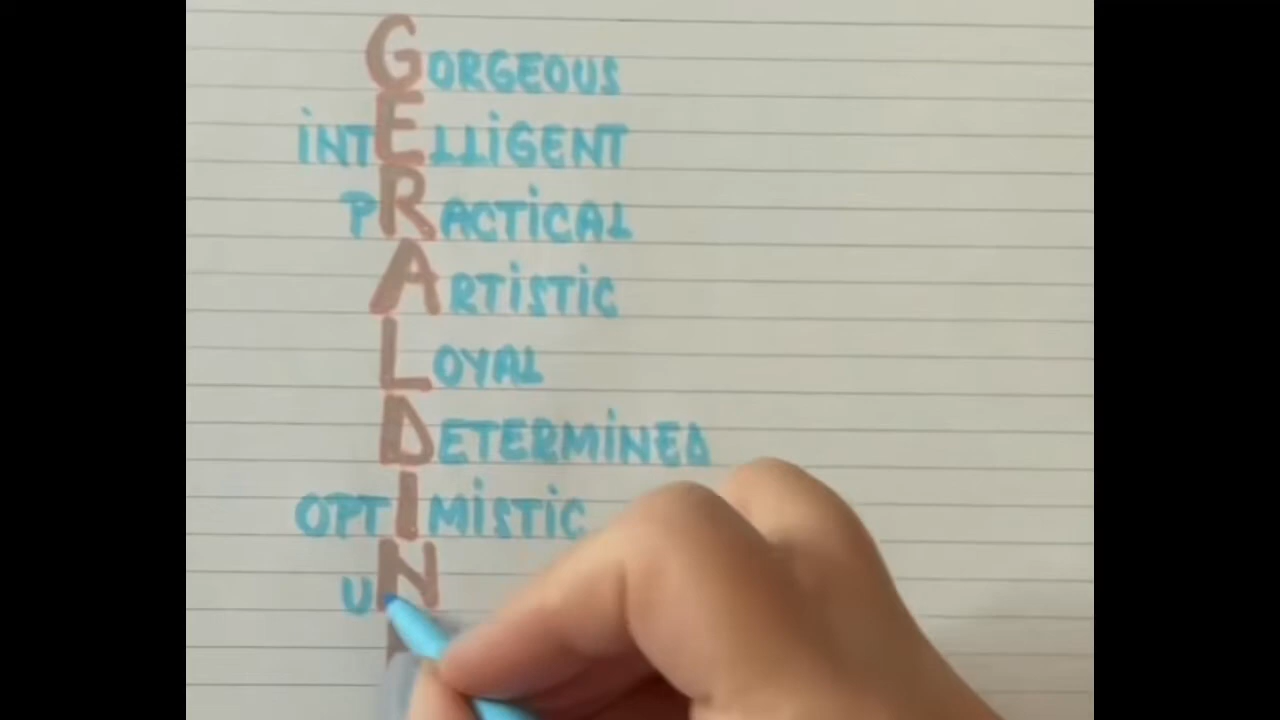 GORGEOUS
iNTELLiGENT
PRACTiCAL
ARTiSTiC
LOYAL
DETERMiNED
OPTIMiSTiC
UN